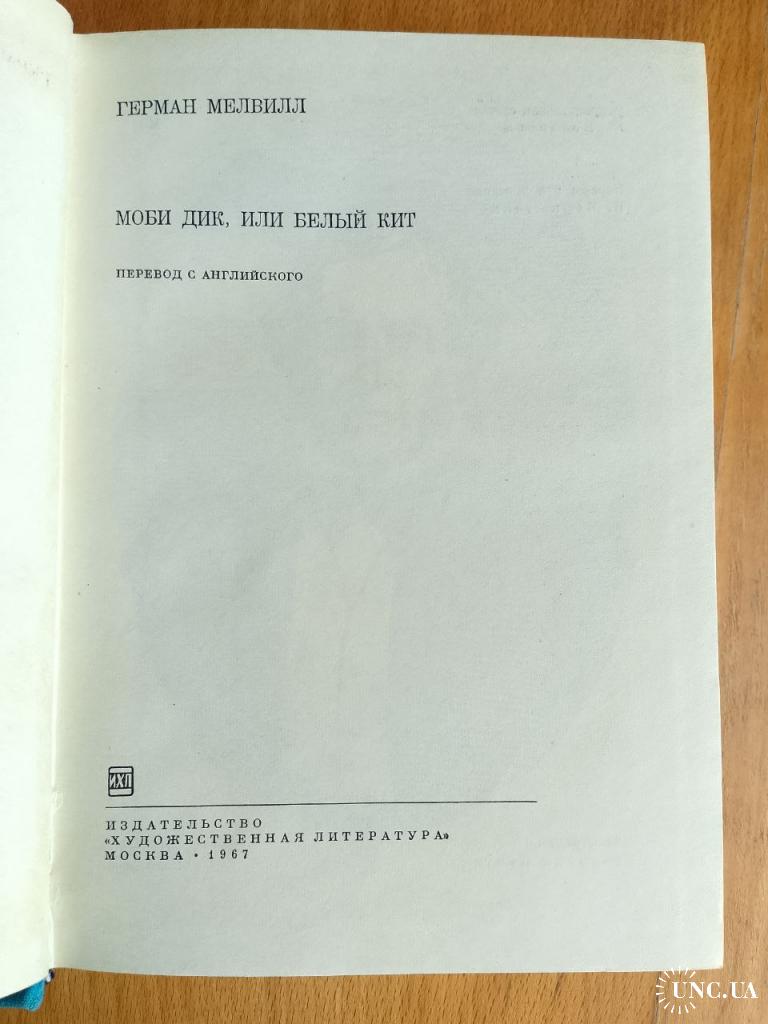 ГЕРМАН МЕЛВИЛЛ
МОБИ ДИК, ИЛИ БЕЛЫЙ КИТ
ПЕРЕВОД С АНГЛИЙСКОГО
ИХЛ
ИЗДАТЕЛЬСТВО
«ХУДОЖЕСТВЕННАЯ ЛИТЕРАТУРА»
МОСКВА • 1967
UNC.UA